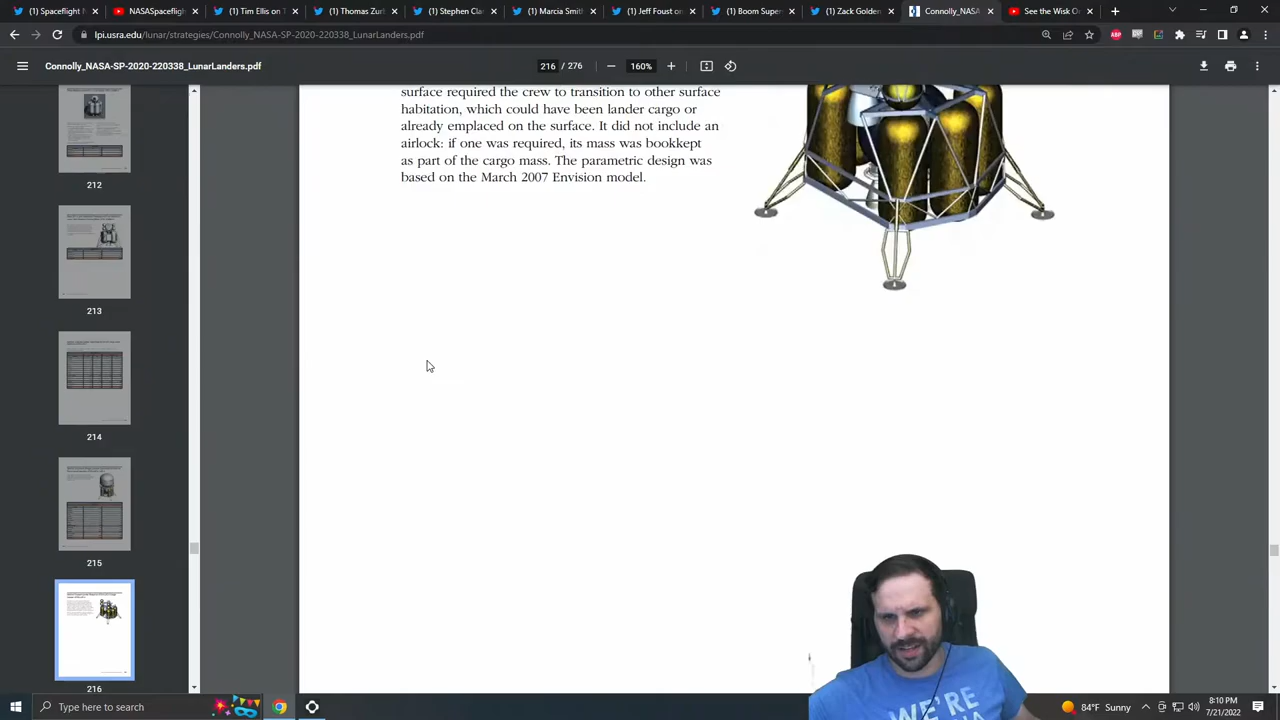 (1) Spaceflight
NASASpaceflig
(1) Tim Ellis on T
(1) Thomas Zur
(1) Stephen Cla
(1) Marcia Smith
(1) Jeff Foust on
(1) Boom Super
(1) Zack Golden
Connolly_NASA
See the Wisk O
lpi.usra.edu/lunar/strategies/Connolly_NASA-SP-2020-220338_LunarLanders.pdf
ABP
Connolly_NASA-SP-2020-220338_LunarLanders.pdf
216 / 276
160%
212
213
214
215
216
surface required the crew to transition to other surface
habitation, which could have been lander cargo or
already emplaced on the surface. It did not include an
airlock: if one was required, its mass was bookkept
as part of the cargo mass. The parametric design was
based on the March 2007 Envision model.
WE'RE
Type here to search
84°F Sunny
8:10 PM
7/21/2022